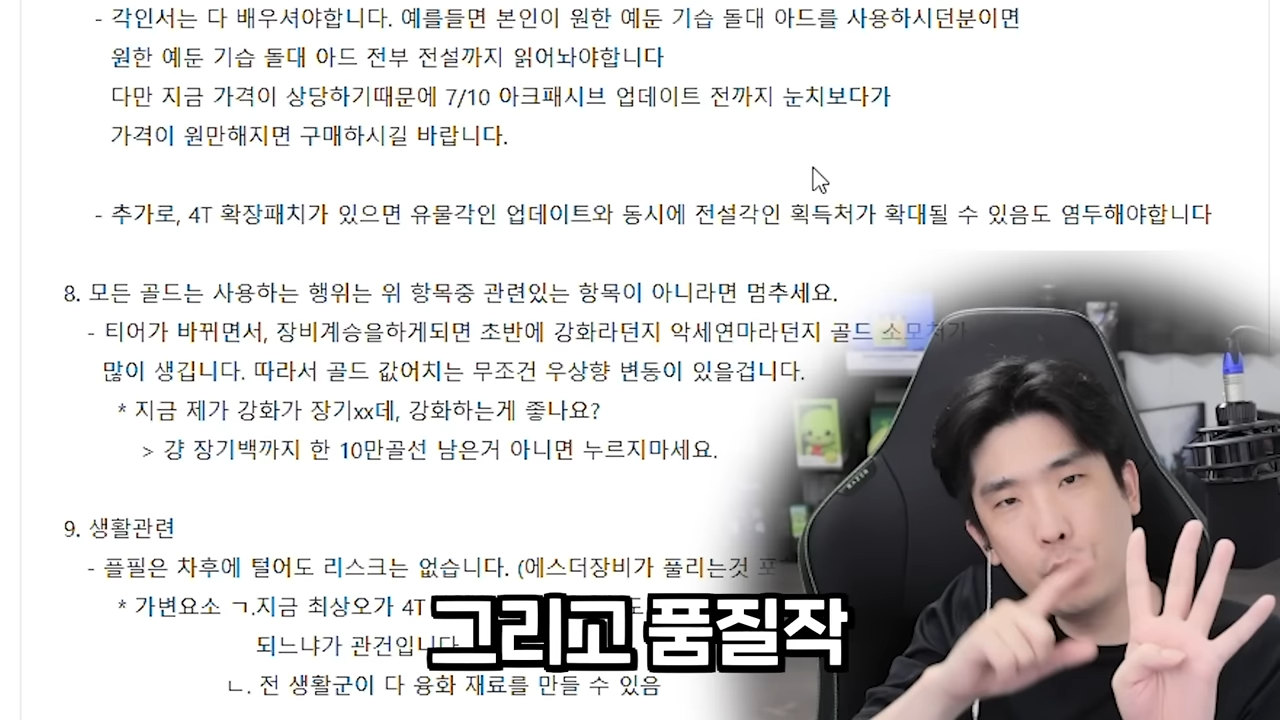 - 각인서는 다 배우셔야합니다. 예를들면 본인이 원한 예둔 기습 돌대 아드를 사용하시던분이면
원한 예둔 기습 돌대 아드 전부 전설까지 읽어놔야합니다
다만 지금 가격이 상당하기때문에 7/10 아크패시브 업데이트 전까지 눈치보다가
가격이 원만해지면 구매하시길 바랍니다.
- 추가로, 4T 확장패치가 있으면 유물각인 업데이트와 동시에 전설각인 획득처가 확대될 수 있음도 염두해야합니다
8. 모든 골드는 사용하는 행위는 위 항목중 관련있는 항목이 아니라면 멈추세요.
- 티어가 바뀌면서, 장비계승을하게되면 초반에 강화라던지 악세연마라던지 골드 소모처가
많이 생깁니다. 따라서 골드 값어치는 무조건 우상향 변동이 있을겁니다.
* 지금 제가 강화가 장기xx데, 강화하는게 좋나요?
> 걍 장기백까지 한 10만골선 남은거 아니면 누르지마세요.
9. 생활관련
- 플필은 차후에 털어도 리스크는 없습니다. (에스더장비가 풀리는것
* 가변요소 ㄱ.지금 최상오가 4T
되느냐가 관건입니다
그리고 품질작
ㄴ. 전 생활군이 다 융화 재료를 만들 수 있음